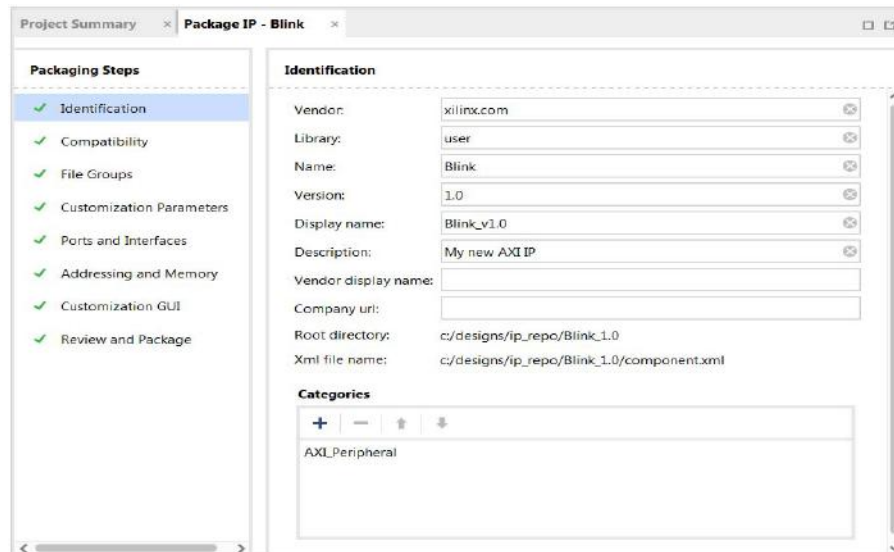 Project Summary × Package IP - Blink ×
Packaging Steps
Identification
Compatibility
File Groups
Customization Parameters
Ports and Interfaces
Addressing and Memory
Customization GUI
Review and Package
Identification
Vendor: xilinx.com
Library: user
Name: Blink
Version: 1.0
Display name: Blink_v1.0
Description: My new AXI IP
Vendor display name:
Company url:
Root directory: c:/designs/ip_repo/Blink_1.0
Xml file name: c:/designs/ip_repo/Blink_1.0/component.xml
Categories
AXI_Peripheral